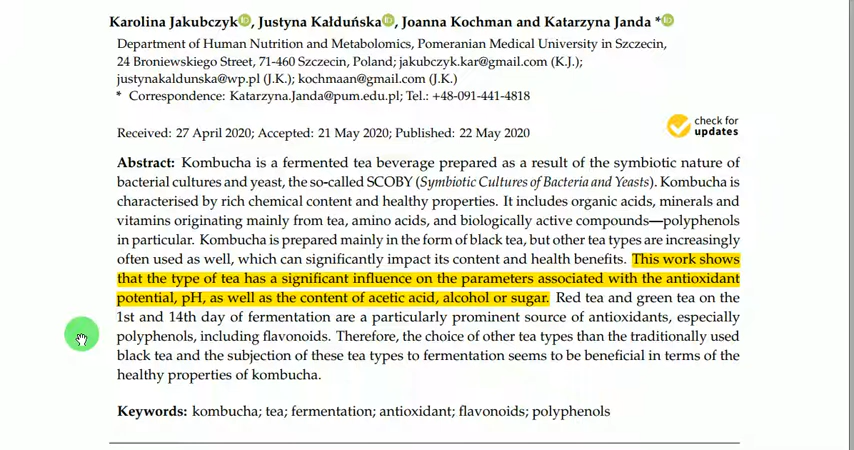 Karolina Jakubczyk, Justyna Kałduńska, Joanna Kochman and Katarzyna Janda *
Department of Human Nutrition and Metabolomics, Pomeranian Medical University in Szczecin,
24 Broniewskiego Street, 71-460 Szczecin, Poland; jakubczyk.kar@gmail.com (K.J.);
justynakaldunska@wp.pl (J.K.); kochmaan@gmail.com (J.K.)
* Correspondence: Katarzyna.Janda@pum.edu.pl; Tel.: +48-091-441-4818
check for
updates
Received: 27 April 2020; Accepted: 21 May 2020; Published: 22 May 2020
Abstract: Kombucha is a fermented tea beverage prepared as a result of the symbiotic nature of
bacterial cultures and yeast, the so-called SCOBY (Symbiotic Cultures of Bacteria and Yeasts). Kombucha is
characterised by rich chemical content and healthy properties. It includes organic acids, minerals and
vitamins originating mainly from tea, amino acids, and biologically active compounds—polyphenols
in particular. Kombucha is prepared mainly in the form of black tea, but other tea types are increasingly
often used as well, which can significantly impact its content and health benefits. This work shows
that the type of tea has a significant influence on the parameters associated with the antioxidant
potential, pH, as well as the content of acetic acid, alcohol or sugar. Red tea and green tea on the
1st and 14th day of fermentation are a particularly prominent source of antioxidants, especially
polyphenols, including flavonoids. Therefore, the choice of other tea types than the traditionally used
black tea and the subjection of these tea types to fermentation seems to be beneficial in terms of the
healthy properties of kombucha.
Keywords: kombucha; tea; fermentation; antioxidant; flavonoids; polyphenols